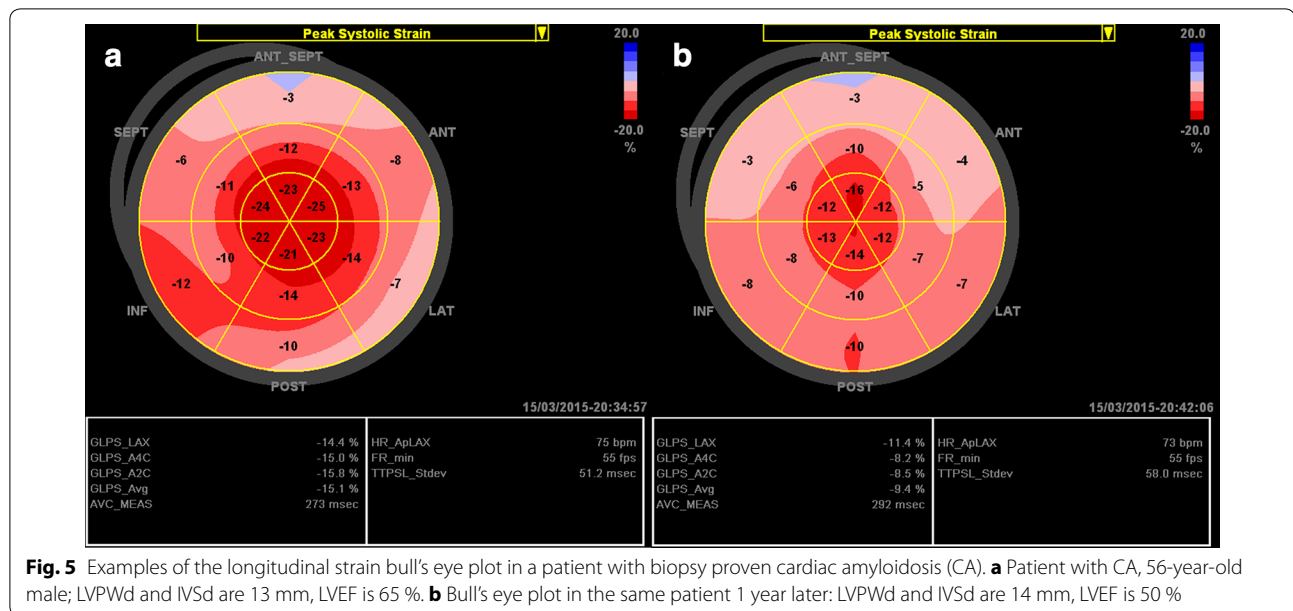 Peak Systolic Strain
20.0
-20.0
%
a
ANT_SEPT
SEPT
ANT
INF
LAT
POST
-3
-6
-8
-12
-11
-13
-23
-24
-25
-22
-23
-21
-10
-14
-12
-7
-14
-10
15/03/2015-20:34:57
GLPS_LAX -14.4 % HR_ApLAX 75 bpm
GLPS_A4C -15.0 % FR_min 55 fps
GLPS_A2C -15.8 % TTPSL_Stdev 51.2 msec
GLPS_Avg -15.1 %
AVC_MEAS 273 msec
Peak Systolic Strain
20.0
-20.0
%
b
ANT_SEPT
SEPT
ANT
INF
LAT
POST
-3
-3
-4
-10
-6
-5
-16
-12
-12
-13
-12
-14
-8
-7
-8
-7
-10
-10
15/03/2015-20:42:06
GLPS_LAX -11.4 % HR_ApLAX 73 bpm
GLPS_A4C -8.2 % FR_min 55 fps
GLPS_A2C -8.5 % TTPSL_Stdev 58.0 msec
GLPS_Avg -9.4 %
AVC_MEAS 292 msec
Fig. 5 Examples of the longitudinal strain bull's eye plot in a patient with biopsy proven cardiac amyloidosis (CA). a Patient with CA, 56-year-old
male; LVPWd and IVSd are 13 mm, LVEF is 65 %. b Bull's eye plot in the same patient 1 year later: LVPWd and IVSd are 14 mm, LVEF is 50 %